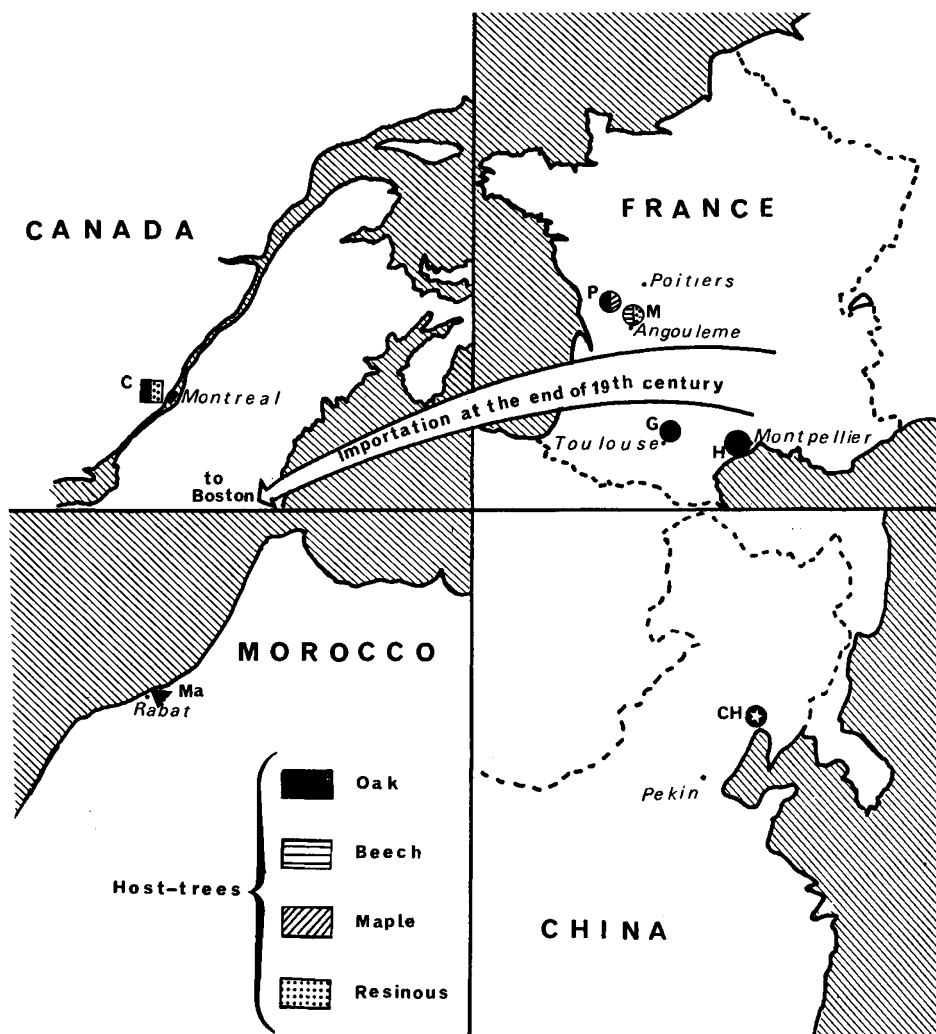 CANADA
C
Montreal
to
Boston
Importation at the end of 19th century
FRANCE
Poitiers
P
M
Angouleme
G
Toulouse
H
Montpellier
MOROCCO
Ma
Rabat
Host-trees
Oak
Beech
Maple
Resinous
CH
Pekin
CHINA